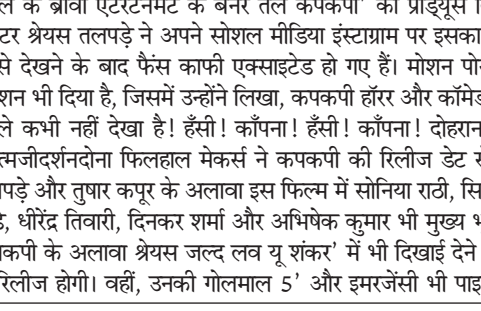 ल के ब्रावो एंटरटेनमेंट के बैनर तले कपकपी' को प्रोड्यूस
टर श्रेयस तलपड़े ने अपने सोशल मीडिया इंस्टाग्राम पर इसका
से देखने के बाद फैंस काफी एक्साइटेड हो गए हैं। मोशन पो
शन भी दिया है, जिसमें उन्होंने लिखा, कपकपी हॉरर और कॉमे
ले कभी नहीं देखा है! हँसी! काँपना! हँसी! काँपना! दोहरान
त्मजीदर्शनदोना फिलहाल मेकर्स ने कपकपी की रिलीज डेट
पड़े और तुषार कपूर के अलावा इस फिल्म में सोनिया राठी, सि
डे, धीरेंद्र तिवारी, दिनकर शर्मा और अभिषेक कुमार भी मुख्य
कपी के अलावा श्रेयस जल्द लव यू शंकर' में भी दिखाई देने
रिलीज होगी। वहीं, उनकी गोलमाल 5' और इमरजेंसी भी पाइ